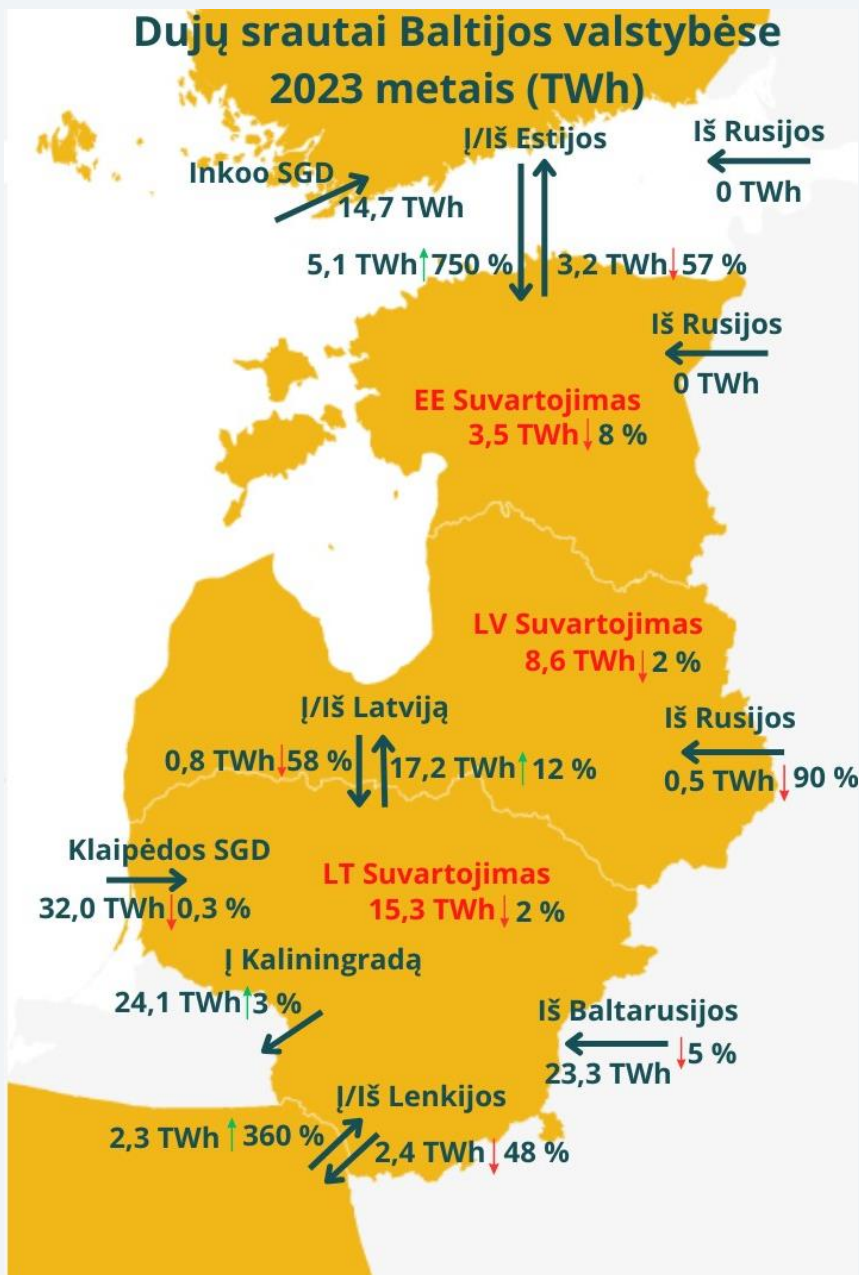 Dujų srautai Baltijos valstybėse
2023 metais (TWh)
Į/Iš Estijos
Iš Rusijos
0 TWh
Inkoo SGD
14,7 TWh
5,1 TWh 750 %
3,2 TWh 57 %
Iš Rusijos
0 TWh
EE Suvartojimas
3,5 TWh 8 %
LV Suvartojimas
8,6 TWh 2 %
Į/Iš Latviją
0,8 TWh 58 %
17,2 TWh 12 %
Iš Rusijos
0,5 TWh 90 %
Klaipėdos SGD
32,0 TWh 0,3 %
LT Suvartojimas
15,3 TWh 2 %
Į Kaliningradą
24,1 TWh 3 %
Iš Baltarusijos
23,3 TWh 5 %
Į/Iš Lenkijos
2,3 TWh 360 %
2,4 TWh 48 %